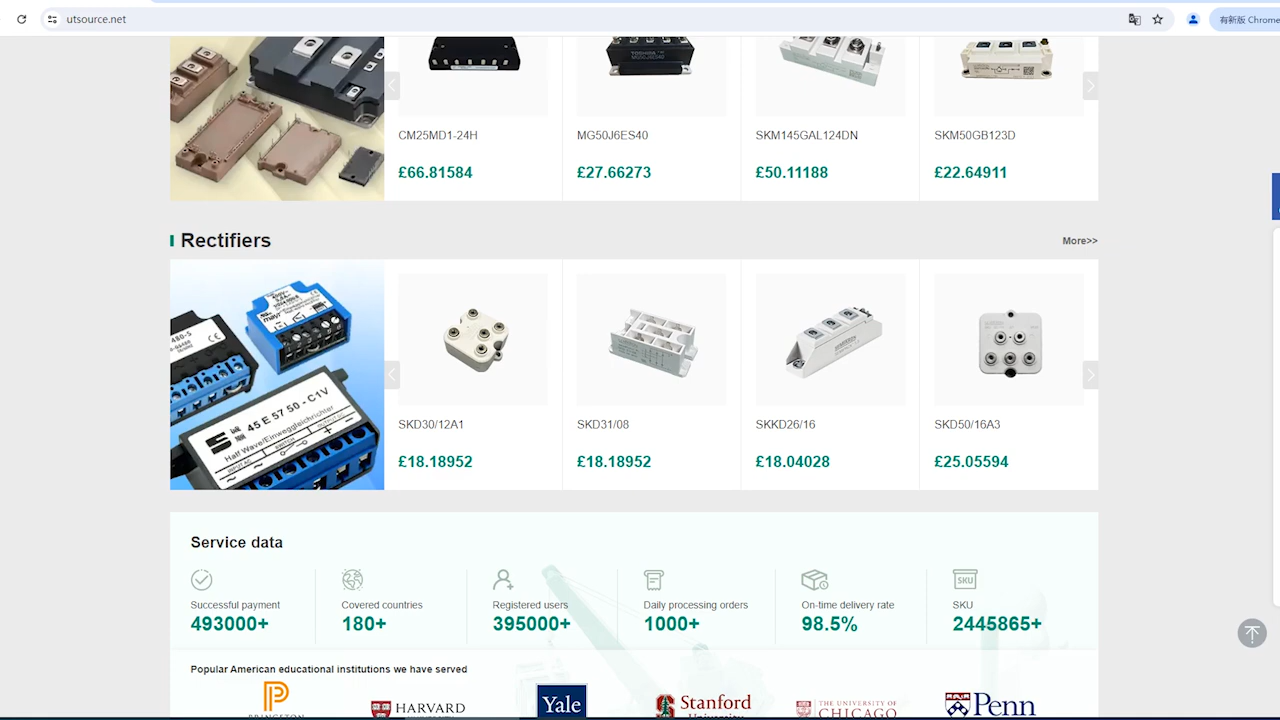 utsource.net
有新版 Chrome
TOSHIBA
MG50J6ES40
CM25MD1-24H
MG50J6ES40
SKM145GAL124DN
SKM50GB123D
£66.81584
£27.66273
£50.11188
£22.64911
Rectifiers
More>>
45 E 57 50 - C1V
Half Wave/Einweggleichrichter
SKD30/12A1
SKD31/08
SKKD26/16
SKD50/16A3
£18.18952
£18.18952
£18.04028
£25.05594
Service data
SKU
Successful payment
Covered countries
Registered users
Daily processing orders
On-time delivery rate
SKU
493000+
180+
395000+
1000+
98.5%
2445865+
Popular American educational institutions we have served
PRINCETON
HARVARD
Yale
Stanford
University
THE UNIVERSITY OF
CHICAGO
Penn